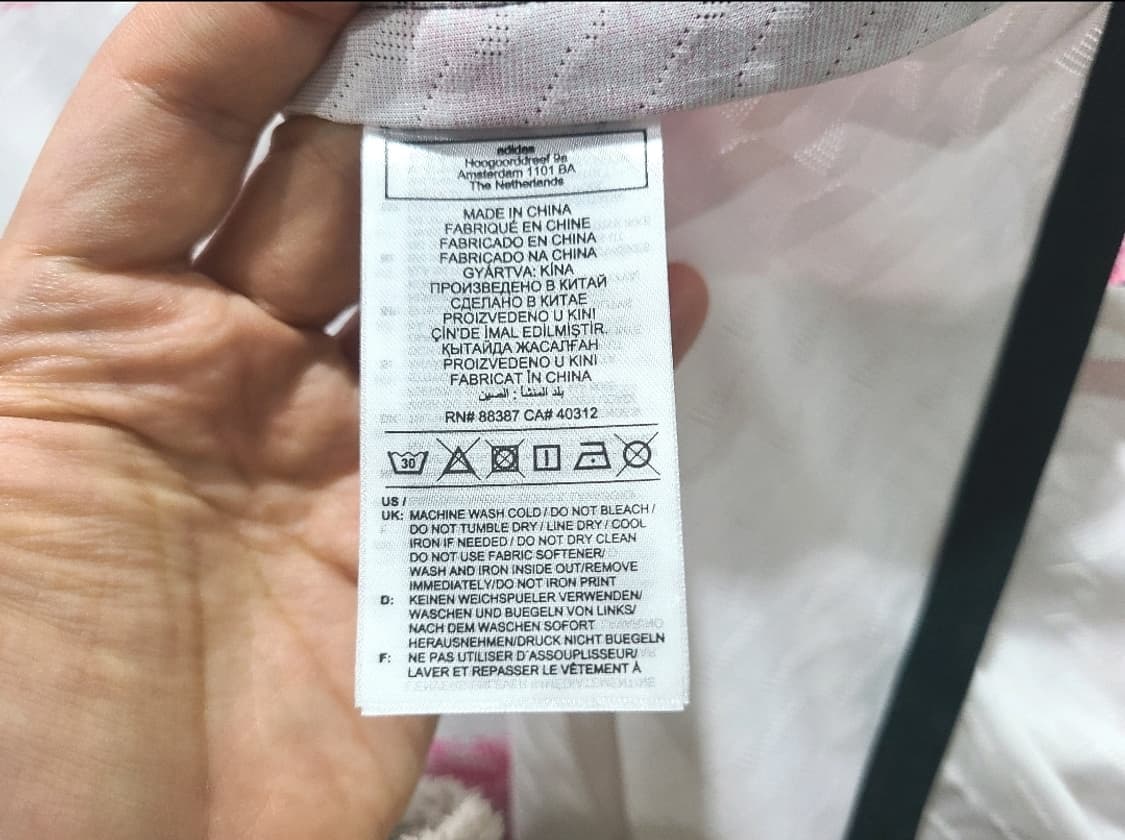 adidas
Hoogoorddreef 9a
Amsterdam 1101 BA
The Netherlands
MADE IN CHINA
FABRIQUÉ EN CHINE
FABRICADO EN CHINA
FABRICADO NA CHINA
GYÁRTVA: KÍNA
ПРОИЗВЕДЕНО В КИТАЙ
СДЕЛАНО В КИТАЕ
PROIZVEDENO U KINI
ÇİN'DE İMAL EDİLMİŞTİR.
ҚЫТАЙДА ЖАСАЛҒАН
PROIZVEDENO U KINI
FABRICAT ÎN CHINA
بلد المنشأ : الصين
RN# 88387 CA# 40312
30
US /
UK: MACHINE WASH COLD / DO NOT BLEACH /
DO NOT TUMBLE DRY / LINE DRY / COOL
IRON IF NEEDED / DO NOT DRY CLEAN
DO NOT USE FABRIC SOFTENER/
WASH AND IRON INSIDE OUT/REMOVE
IMMEDIATELY/DO NOT IRON PRINT
D: KEINEN WEICHSPUELER VERWENDEN/
WASCHEN UND BUEGELN VON LINKS/
NACH DEM WASCHEN SOFORT
HERAUSNEHMEN/DRUCK NICHT BUEGELN
F: NE PAS UTILISER D'ASSOUPLISSEUR/
LAVER ET REPASSER LE VÊTEMENT À